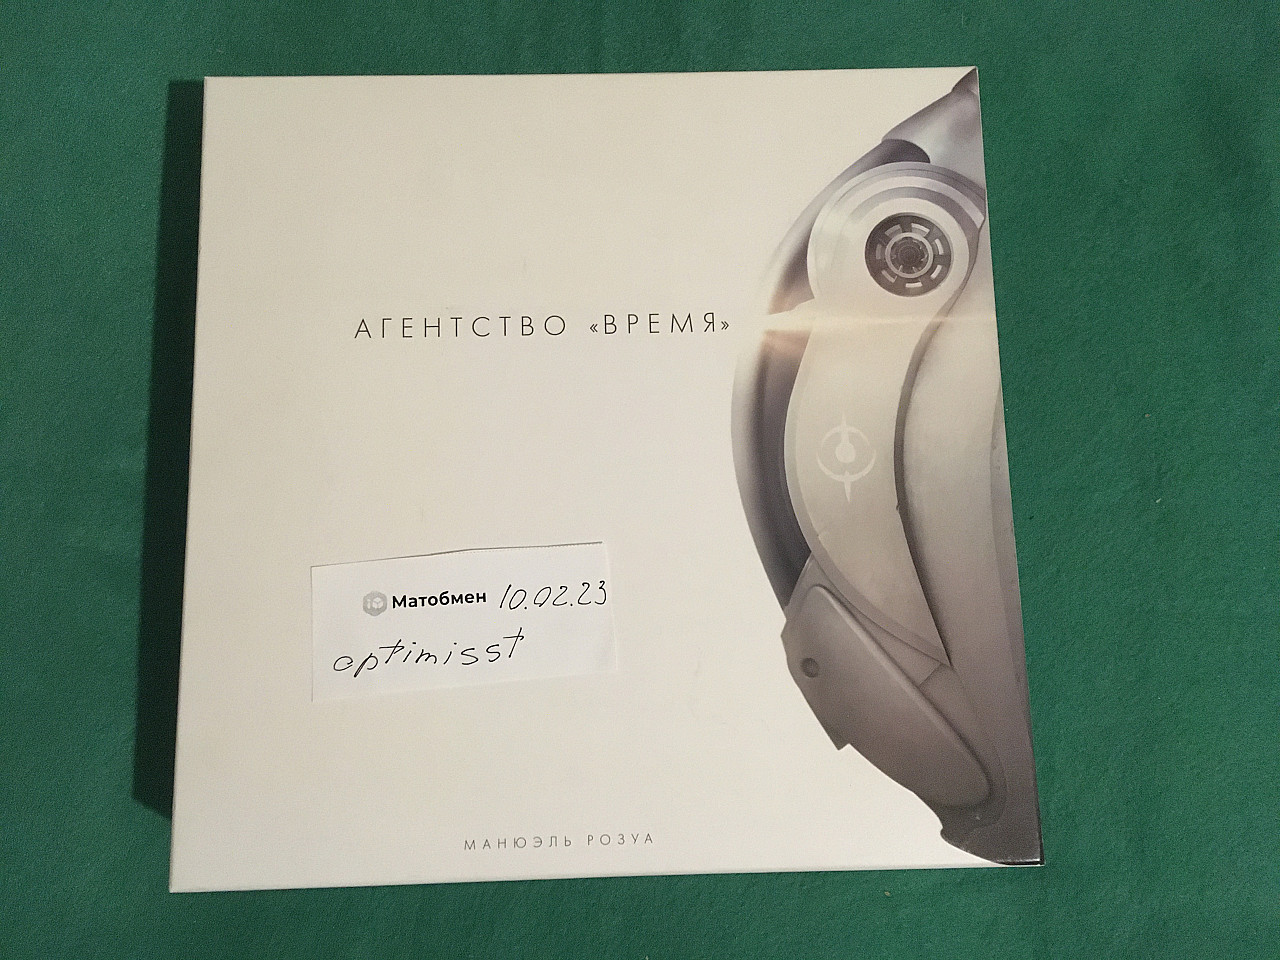 АГЕНТСТВО «ВРЕМЯ»
Матобмен 10.02.23
optimisst
МАНЮЭЛЬ РОЗУА